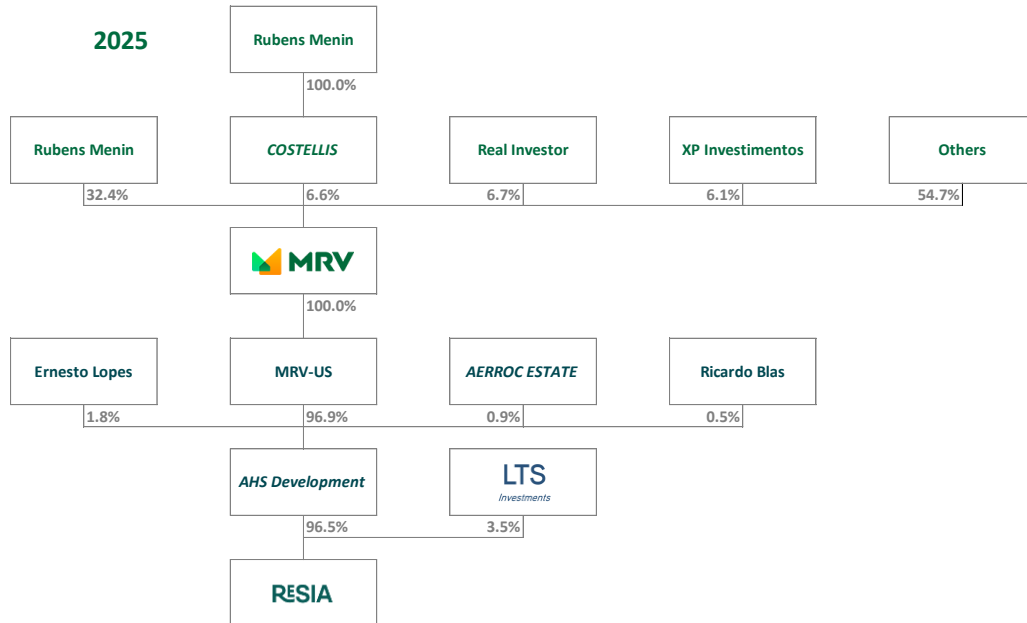 2025
Rubens Menin
100.0%
Rubens Menin
COSTELLIS
Real Investor
XP Investimentos
Others
32.4%
6.6%
6.7%
6.1%
54.7%
MRV
100.0%
Ernesto Lopes
MRV-US
AERROC ESTATE
Ricardo Blas
1.8%
96.9%
0.9%
0.5%
AHS Development
LTS
Investments
96.5%
3.5%
RESIA